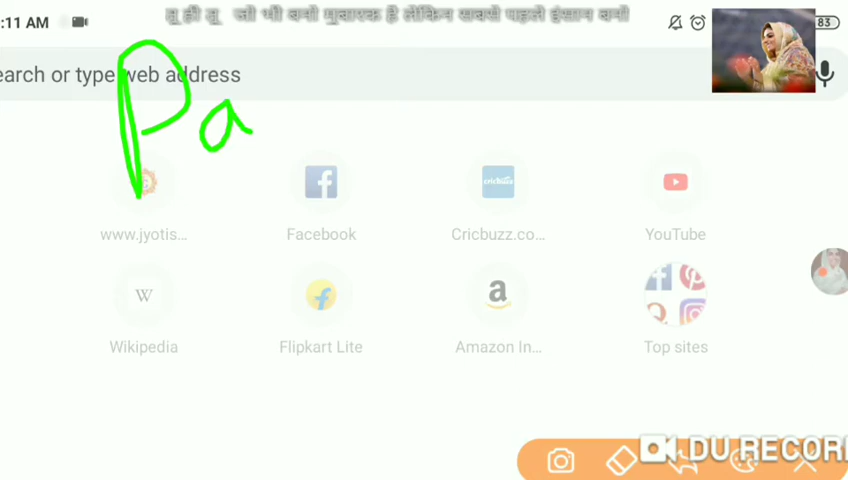 :11 AM
तू ही तू जो भी बनो मुबारक है लेकिन सबसे पहले इंसान बनो
83
earch or type web address
Pa
www.jyotis...
Facebook
cricbuzz
Cricbuzz.co...
YouTube
W
Wikipedia
Flipkart Lite
a
Amazon In...
Top sites
DU RECOR